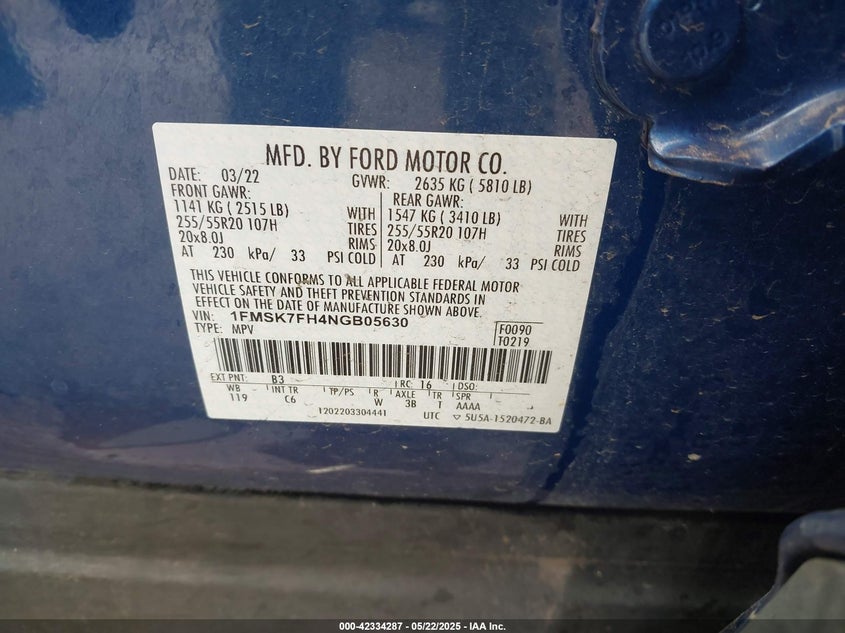 MFD. BY FORD MOTOR CO.
DATE: 03/22 GVWR: 2635 KG ( 5810 LB)
FRONT GAWR: REAR GAWR:
1141 KG ( 2515 LB) WITH 1547 KG ( 3410 LB) WITH
255/55R20 107H TIRES 255/55R20 107H TIRES
20x8.0J RIMS 20x8.0J RIMS
AT 230 kPa/ 33 PSI COLD AT 230 kPa/ 33 PSI COLD
THIS VEHICLE CONFORMS TO ALL APPLICABLE FEDERAL MOTOR
VEHICLE SAFETY AND THEFT PREVENTION STANDARDS IN
EFFECT ON THE DATE OF MANUFACTURE SHOWN ABOVE.
VIN: 1FMSK7FH4NGB05630 F0090
TYPE: MPV T0219
EXT PNT: B3 RC: 16 DSO:
WB INT TR TP/PS R AXLE TR SPR
119 C6 W 3B T AAAA
1202203304441 UTC ▽ 5U5A-1520472-BA
000-42334287 - 05/22/2025 - IAA Inc.